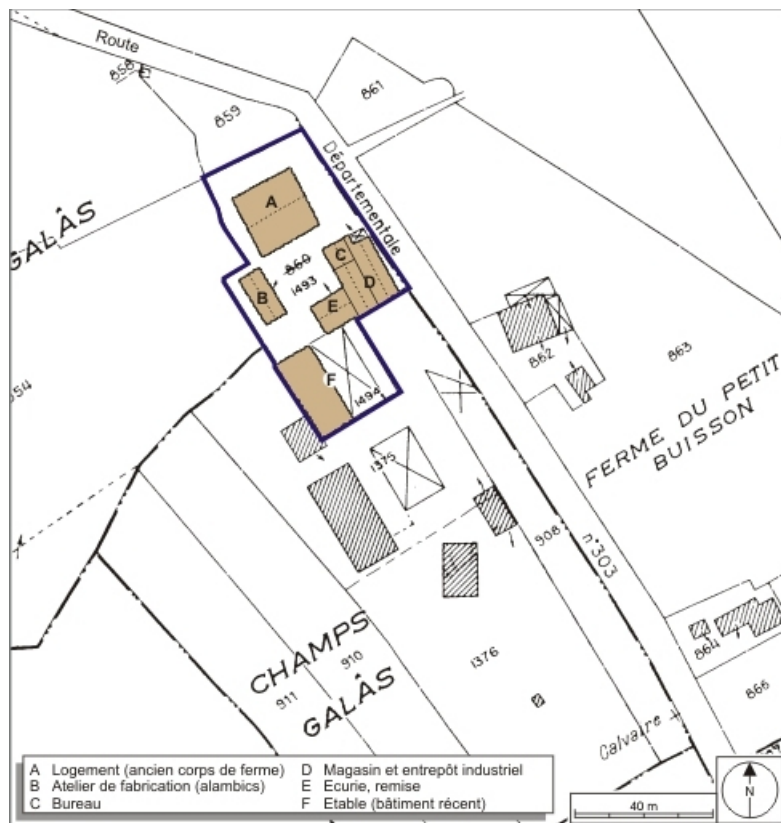 Route
858
859
861
Départementale
A
GALÂS
860
1493
C
B
D
E
862
863
F
1494
FERME DU PETIT
BUISSON
1375
908
n°303
CHAMPS
GALÂS
910
911
1376
864
866
Calvaire
A Logement (ancien corps de ferme)
B Atelier de fabrication (alambics)
C Bureau
D Magasin et entrepôt industriel
E Ecurie, remise
F Etable (bâtiment récent)
40 m
N